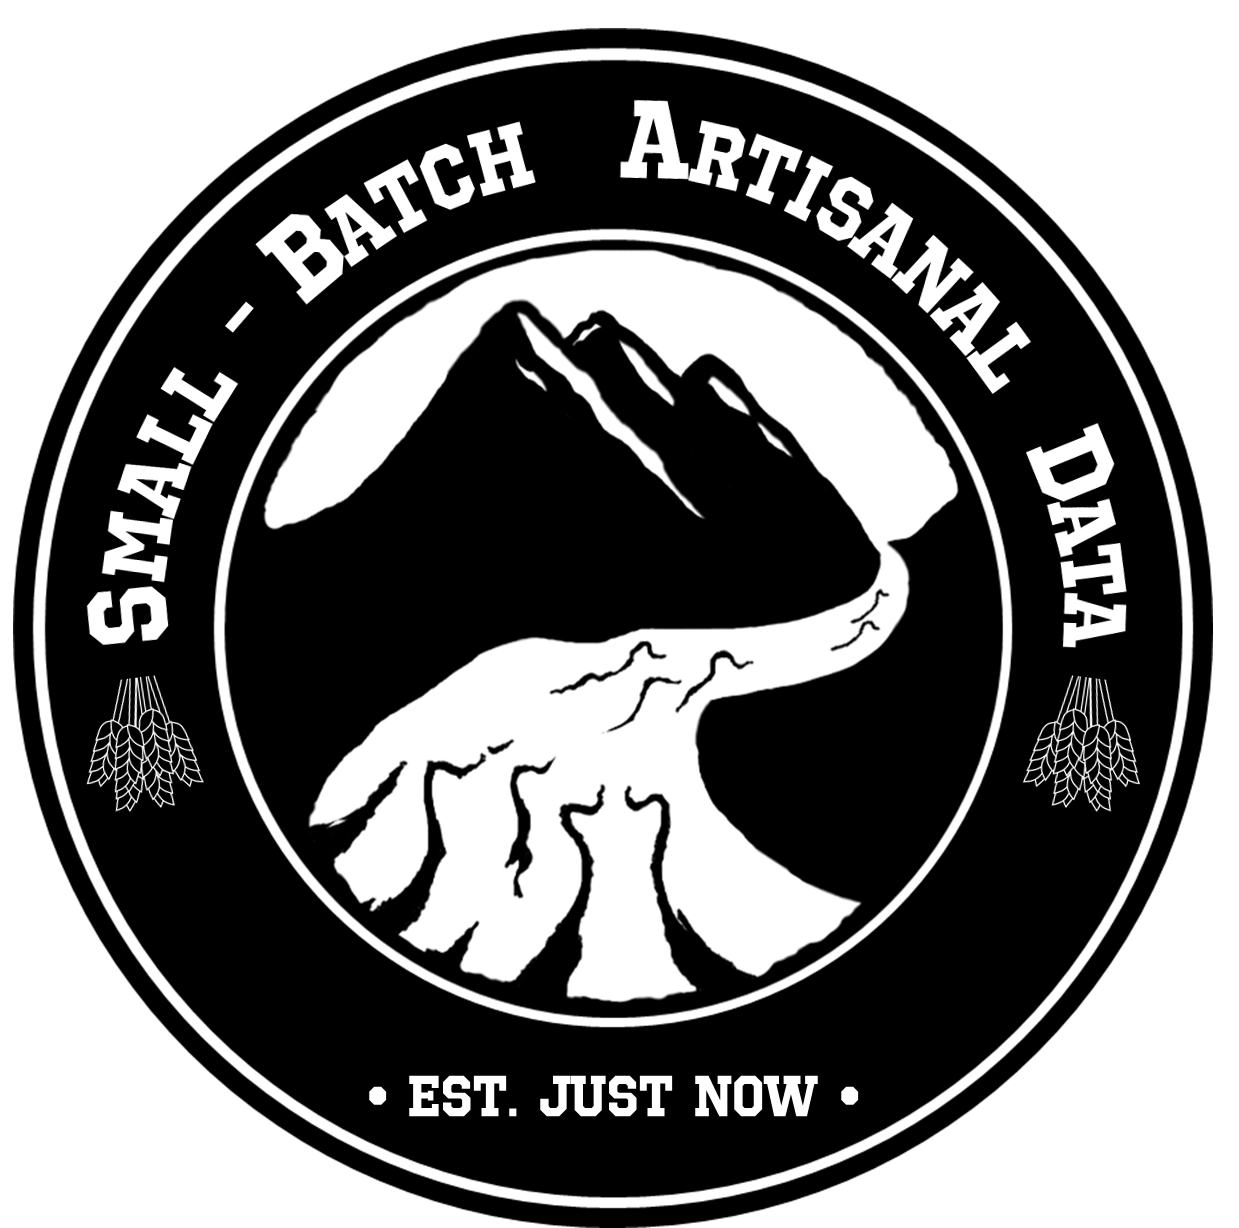 Small - Batch Artisanal Data
• EST. JUST NOW •